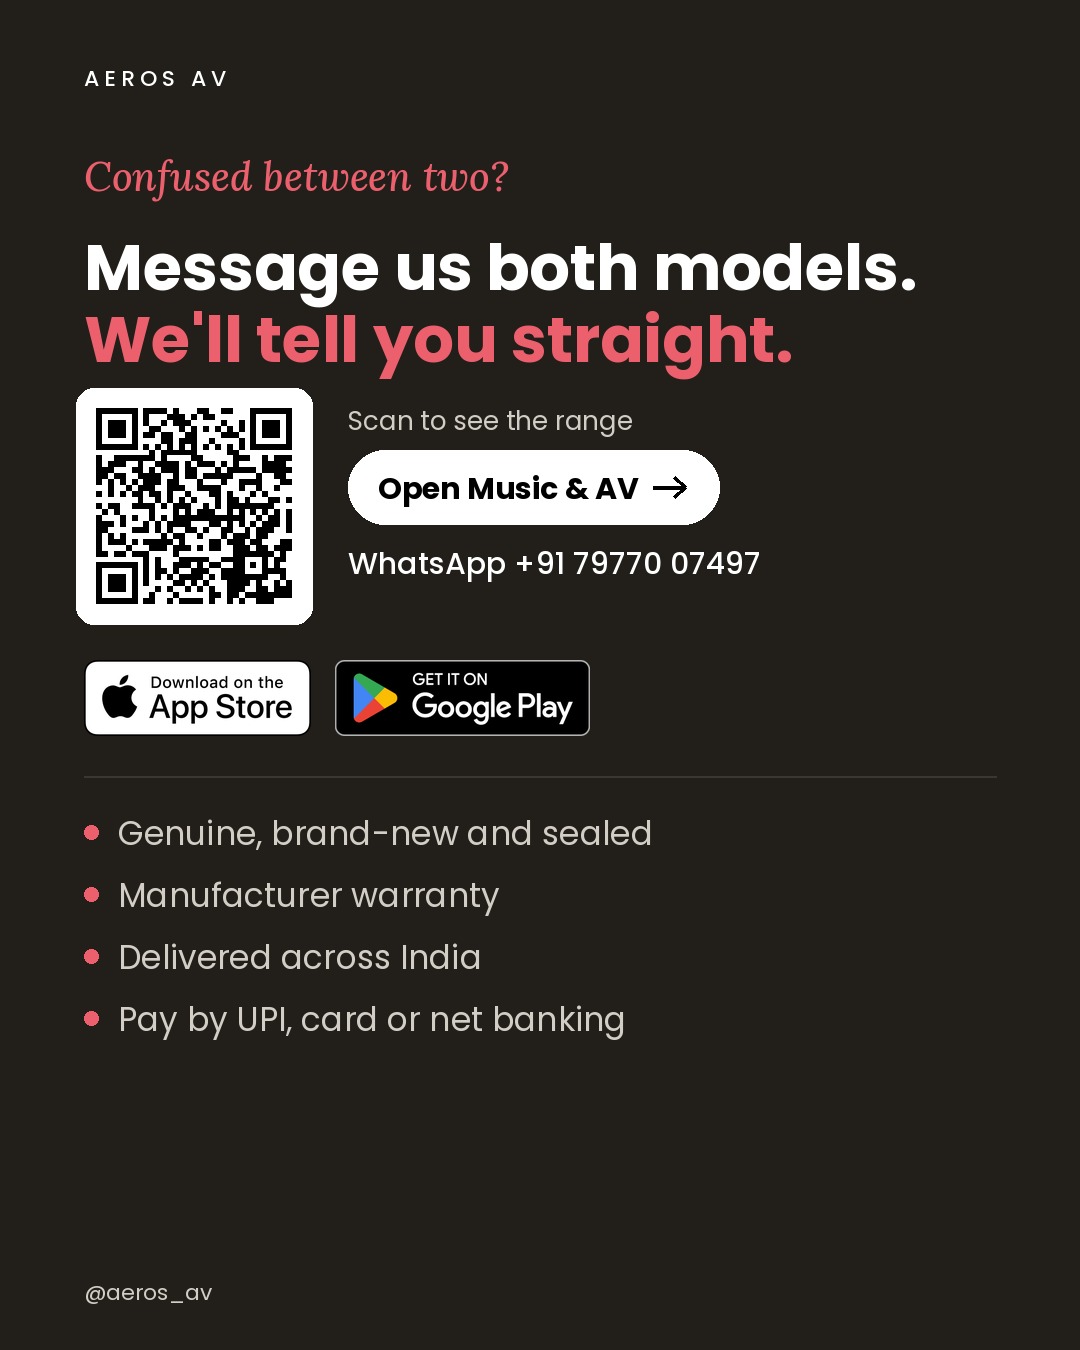 AEROS AV
Confused between two?
Message us both models.
We'll tell you straight.
Scan to see the range
Open Music & AV →
WhatsApp +91 79770 07497
Download on the
App Store
GET IT ON
Google Play
Genuine, brand-new and sealed
Manufacturer warranty
Delivered across India
Pay by UPI, card or net banking
@aeros_av